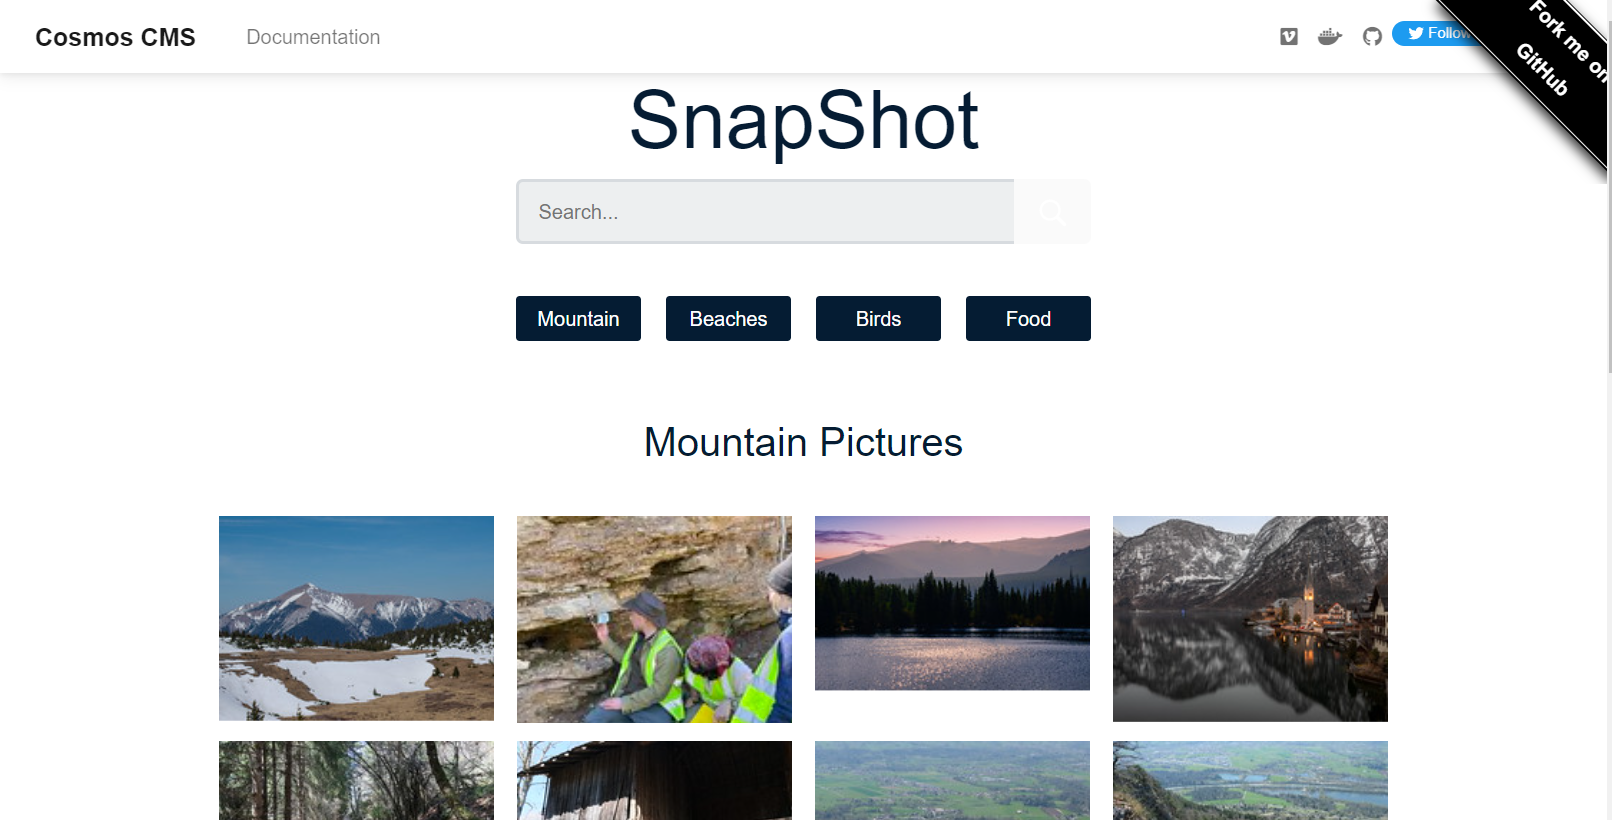 Cosmos CMS
Documentation
Follow
Fork me on
GitHub
SnapShot
Search...
Mountain
Beaches
Birds
Food
Mountain Pictures